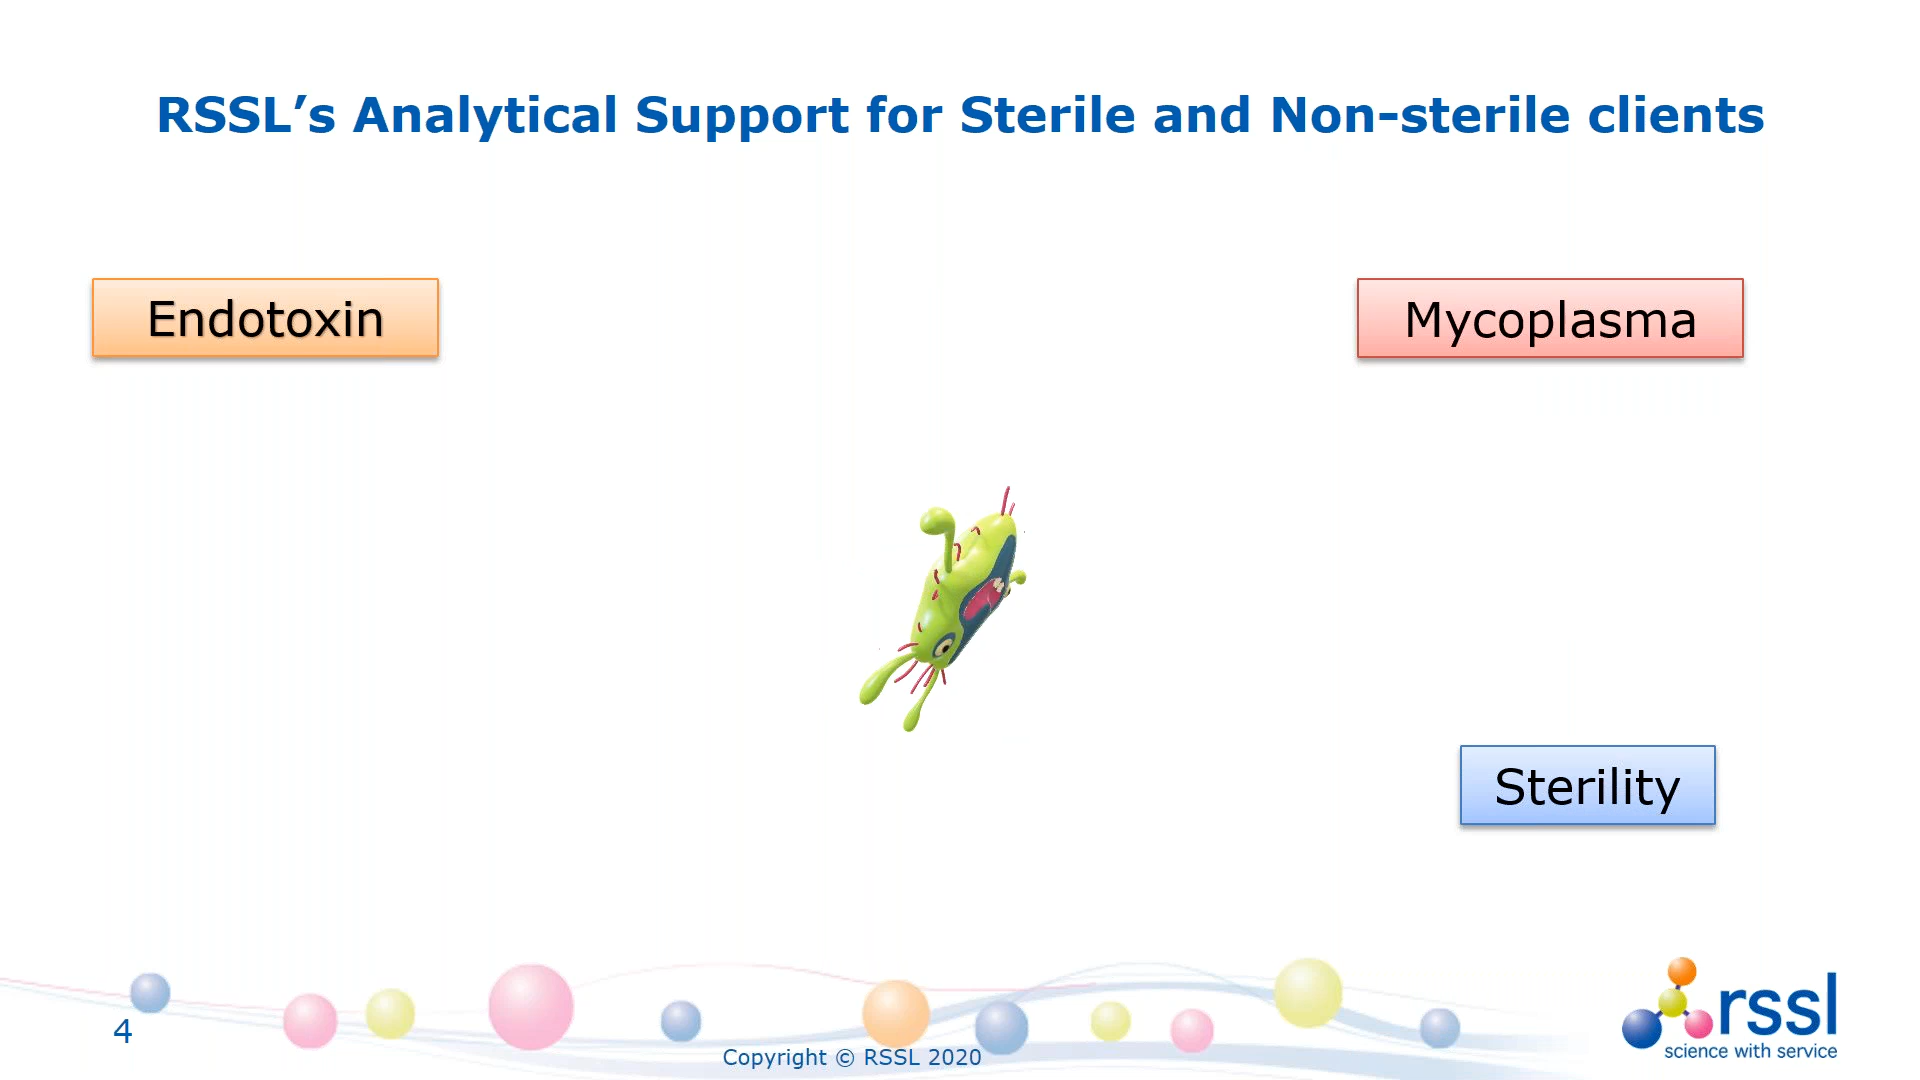 RSSL’s Analytical Support for Sterile and Non-sterile clients
Endotoxin
Mycoplasma
Sterility
4
Copyright © RSSL 2020
rssl
science with service